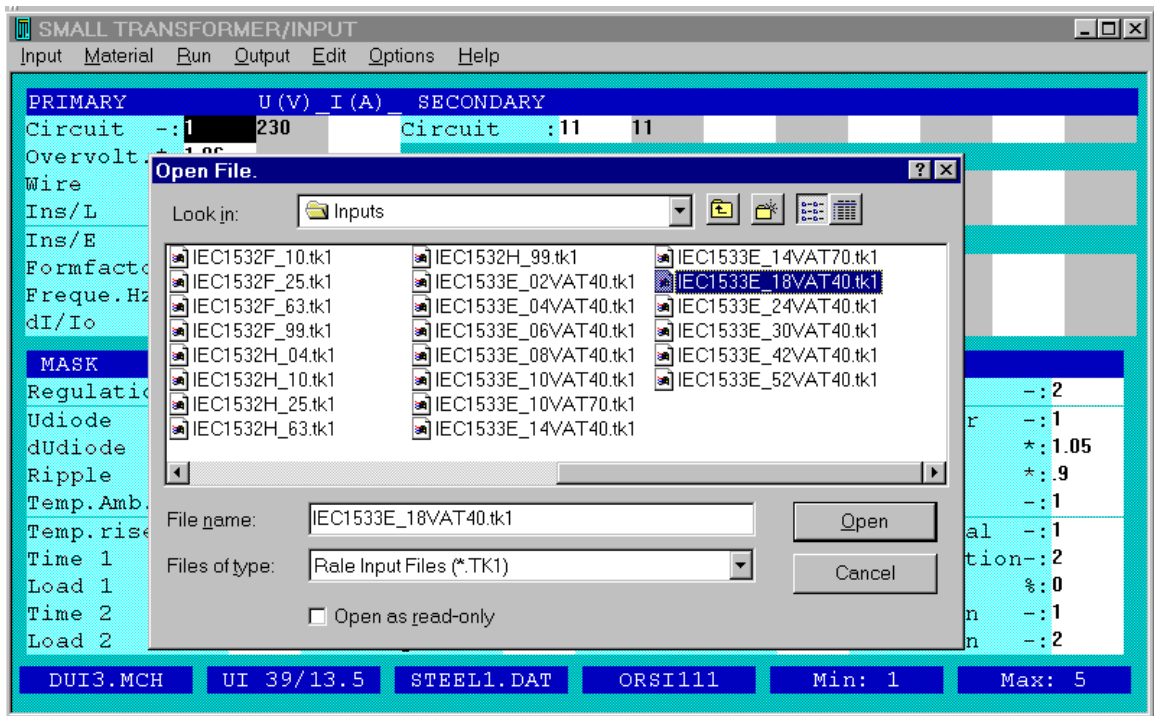 SMALL TRANSFORMER/INPUT
Input Material Run Output Edit Options Help
PRIMARY U(V)_I(A)_ SECONDARY
Circuit -:1 230 Circuit :11 11
Overvolt.
Wire
Ins/L
Ins/E
Formfacto
Freque.Hz
dI/Io
MASK
Regulatio -:2
Udiode r -:1
dUdiode *:1.05
Ripple *:.9
Temp.Amb. -:1
Temp.rise al -:1
Time 1 tion-:2
Load 1 %:0
Time 2 n -:1
Load 2 n -:2
Open File.
Look in: Inputs
IEC1532F_10.tk1 IEC1532H_99.tk1 IEC1533E_14VAT70.tk1
IEC1532F_25.tk1 IEC1533E_02VAT40.tk1 IEC1533E_18VAT40.tk1
IEC1532F_63.tk1 IEC1533E_04VAT40.tk1 IEC1533E_24VAT40.tk1
IEC1532F_99.tk1 IEC1533E_06VAT40.tk1 IEC1533E_30VAT40.tk1
IEC1532H_04.tk1 IEC1533E_08VAT40.tk1 IEC1533E_42VAT40.tk1
IEC1532H_10.tk1 IEC1533E_10VAT40.tk1 IEC1533E_52VAT40.tk1
IEC1532H_25.tk1 IEC1533E_10VAT70.tk1
IEC1532H_63.tk1 IEC1533E_14VAT40.tk1
File name: IEC1533E_18VAT40.tk1 Open
Files of type: Rale Input Files (*.TK1) Cancel
Open as read-only
DUI3.MCH UI 39/13.5 STEEL1.DAT ORSI111 Min: 1 Max: 5